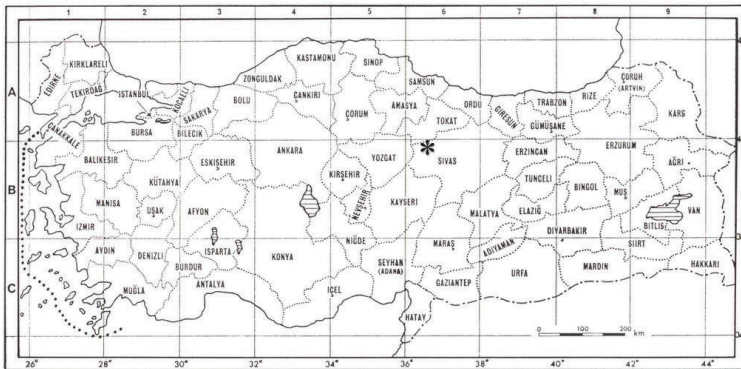 1 2 3 4 5 6 7 8 9
KASTAMONU
SİNOP
KIRKLARELİ
EDİRNE
ZONGULDAK
SAMSUN
ÇORUH
(ARTVİN)
TEKİRDAĞ
İSTANBUL
KOCAELİ
A
BOLU
ÇANKIRI
AMASYA
ORDU
TRABZON
RİZE
A
SAKARYA
ÇORUM
TOKAT
GİRESUN
GÜMÜŞANE
KARS
ÇANAKKALE
BURSA
BİLECİK
ANKARA
*
ERZİNCAN
ERZURUM
BALIKESİR
ESKİŞEHİR
YOZGAT
SİVAS
AĞRI
KÜTAHYA
KIRŞEHİR
TUNCELİ
BİNGÖL
MUŞ
B
MANİSA
UŞAK
AFYON
NEVŞEHİR
KAYSERİ
MALATYA
ELAZIĞ
VAN
B
İZMİR
DİYARBAKIR
BİTLİS
AYDIN
DENİZLİ
ISPARTA
KONYA
NİĞDE
MARAŞ
ADIYAMAN
SİİRT
BURDUR
SEYHAN
(ADANA)
URFA
MARDİN
HAKKARİ
C
MUĞLA
ANTALYA
İÇEL
GAZİANTEP
C
HATAY
0 100 200 km
26° 28° 30° 32° 34° 36° 38° 40° 42° 44°